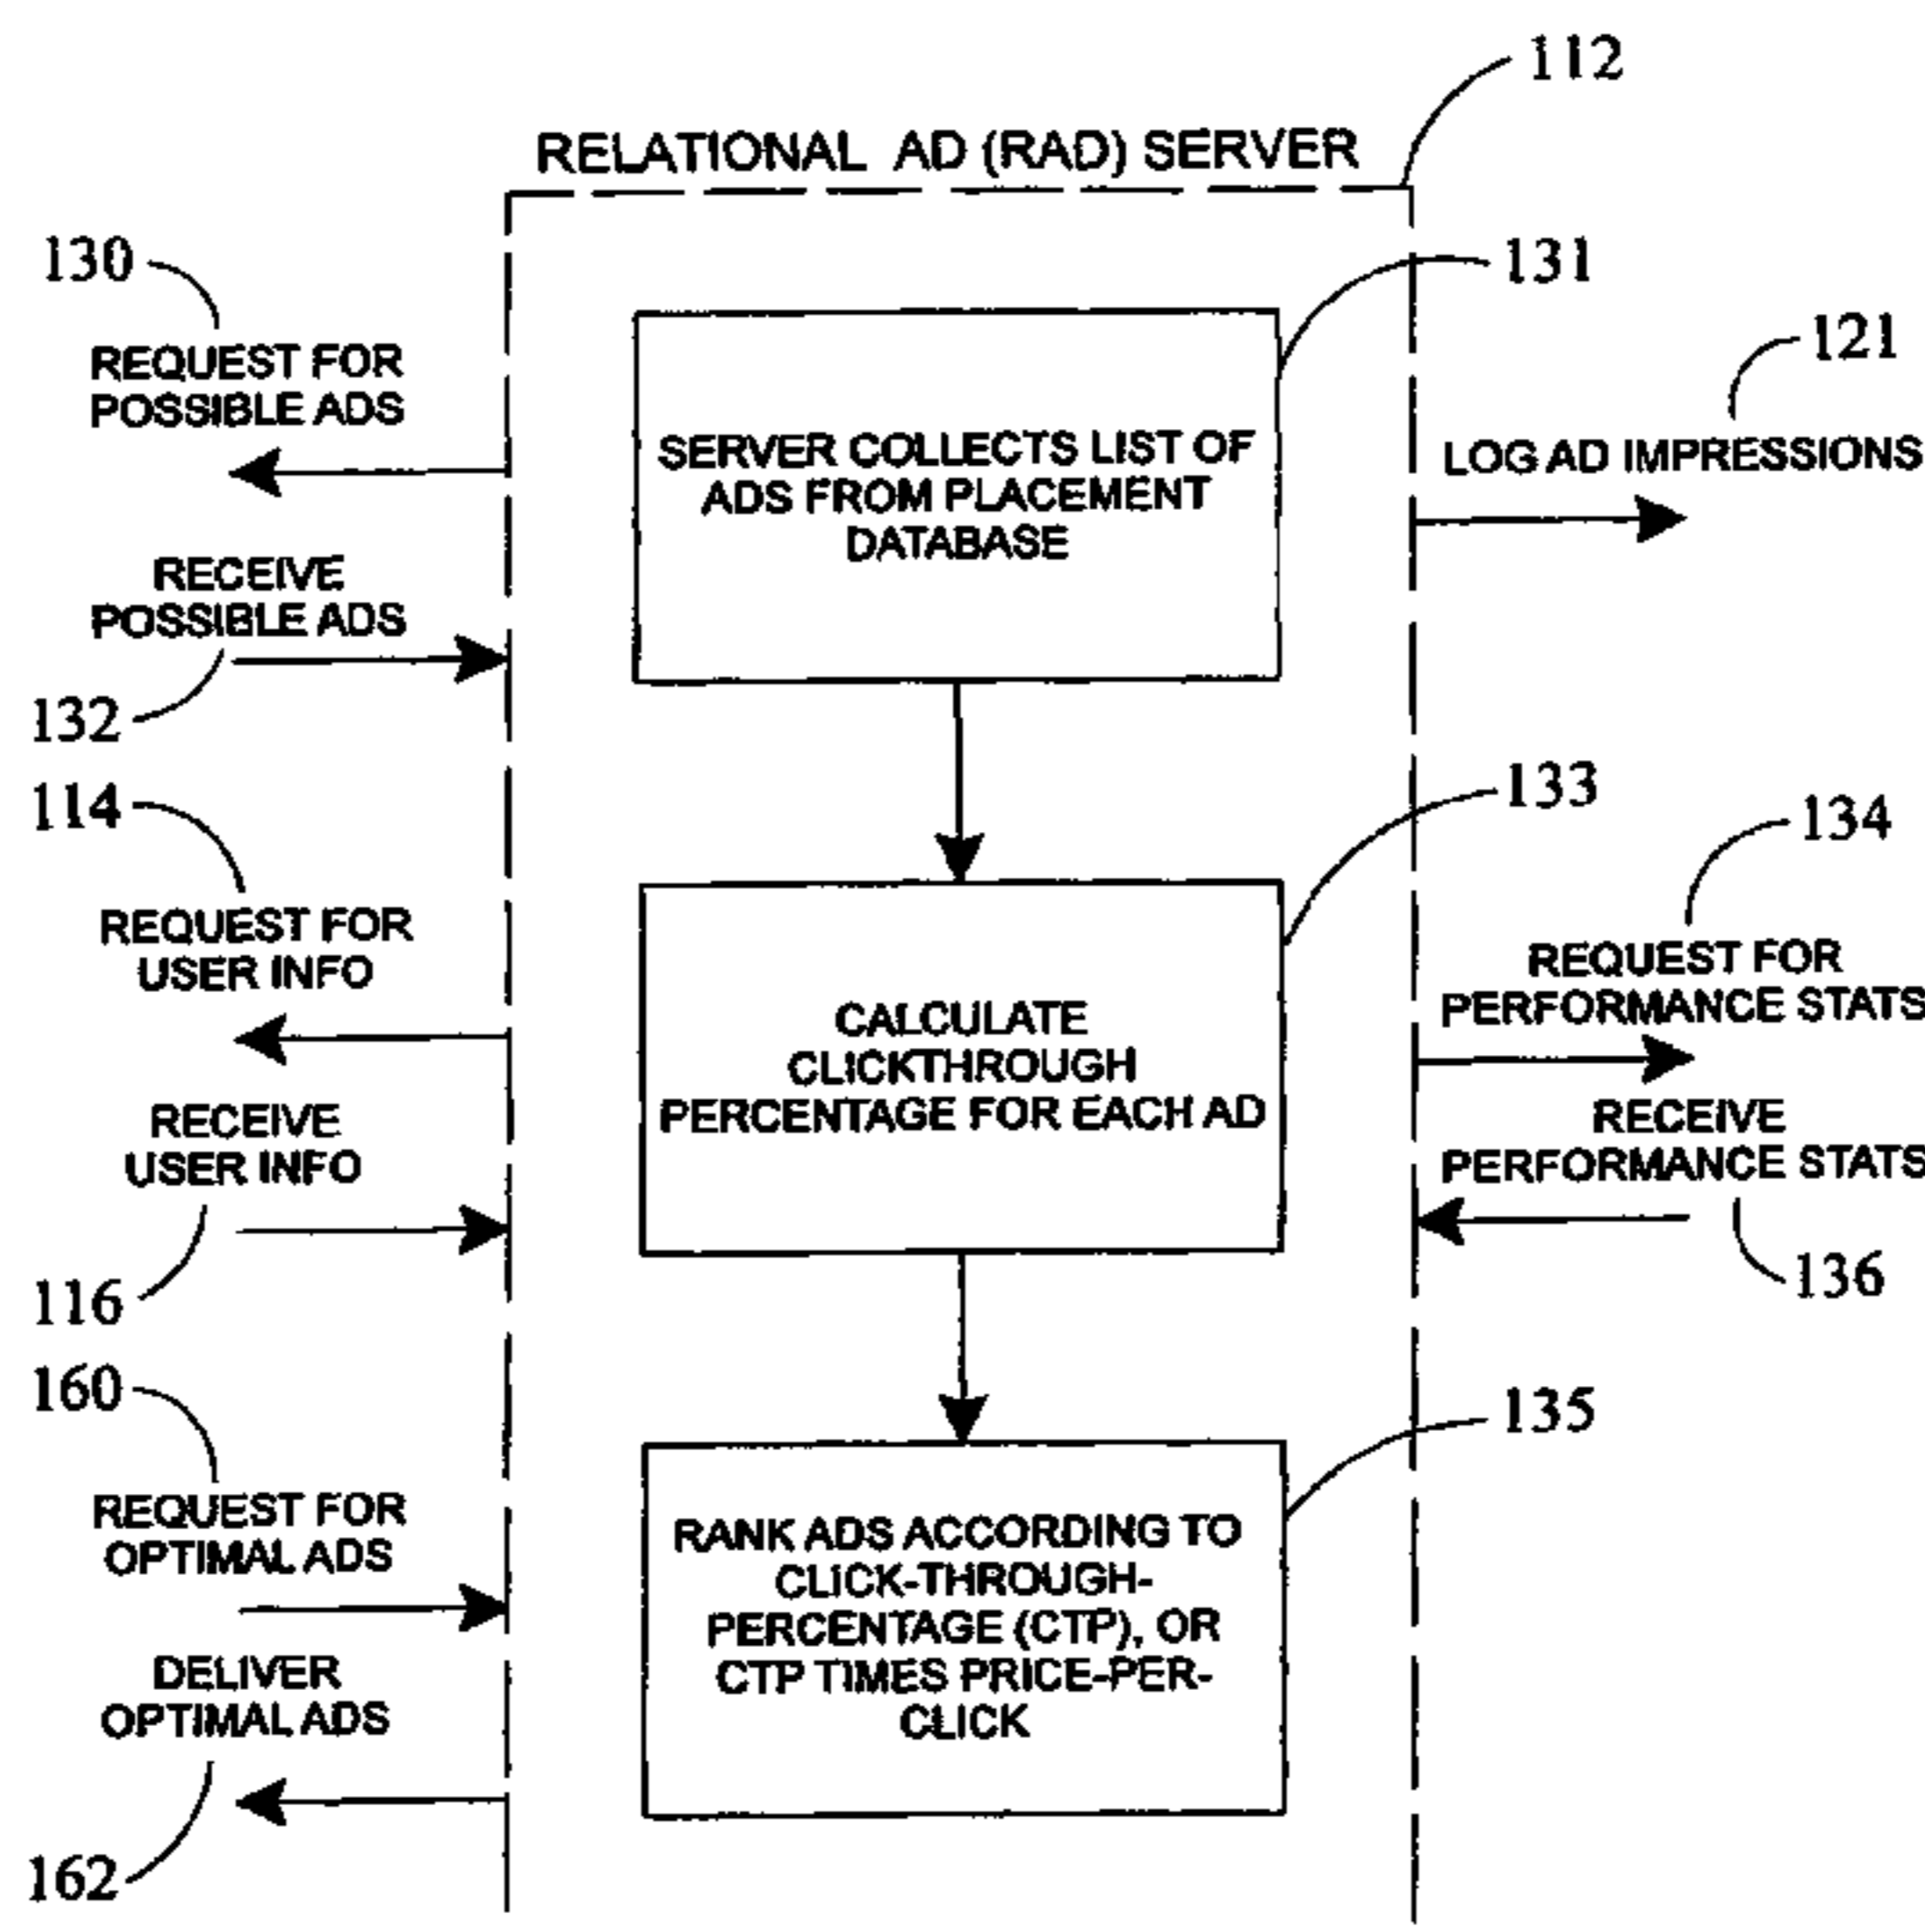 112
RELATIONAL AD (RAD) SERVER
130
131
121
REQUEST FOR
POSSIBLE ADS
SERVER COLLECTS LIST OF
ADS FROM PLACEMENT
DATABASE
LOG AD IMPRESSIONS
RECEIVE
POSSIBLE ADS
132
114
133
134
REQUEST FOR
USER INFO
CALCULATE
CLICKTHROUGH
PERCENTAGE FOR EACH AD
REQUEST FOR
PERFORMANCE STATS
RECEIVE
USER INFO
RECEIVE
PERFORMANCE STATS
116
136
160
135
REQUEST FOR
OPTIMAL ADS
RANK ADS ACCORDING TO
CLICK-THROUGH-
PERCENTAGE (CTP), OR
CTP TIMES PRICE-PER-
CLICK
DELIVER
OPTIMAL ADS
162